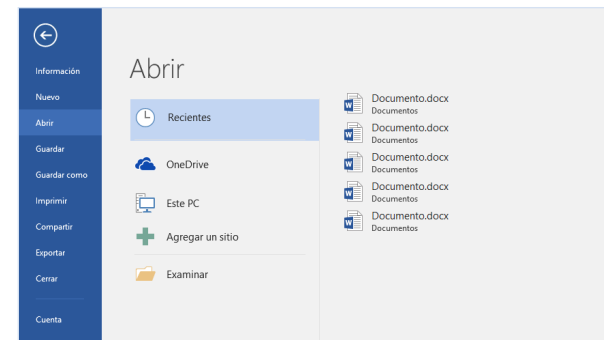 Información
Nuevo
Abrir
Guardar
Guardar como
Imprimir
Compartir
Exportar
Cerrar
Cuenta
Abrir
Recientes
OneDrive
Este PC
Agregar un sitio
Examinar
Documento.docx
Documentos
Documento.docx
Documentos
Documento.docx
Documentos
Documento.docx
Documentos
Documento.docx
Documentos